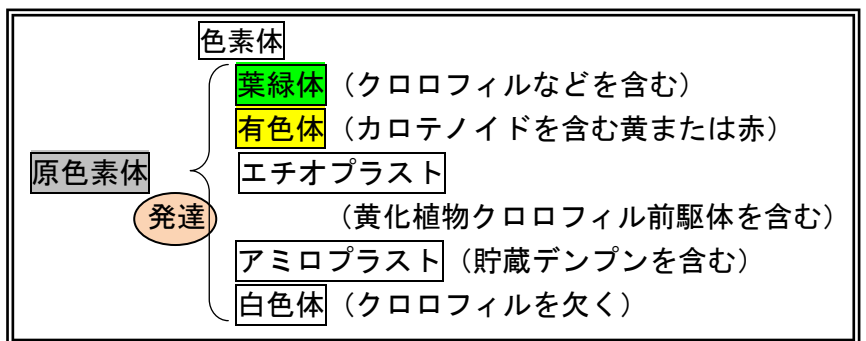 色素体
葉緑体（クロロフィルなどを含む）
有色体（カロテノイドを含む黄または赤）
原色素体
エチオプラスト
発達
（黄化植物クロロフィル前駆体を含む）
アミロプラスト（貯蔵デンプンを含む）
白色体（クロロフィルを欠く）